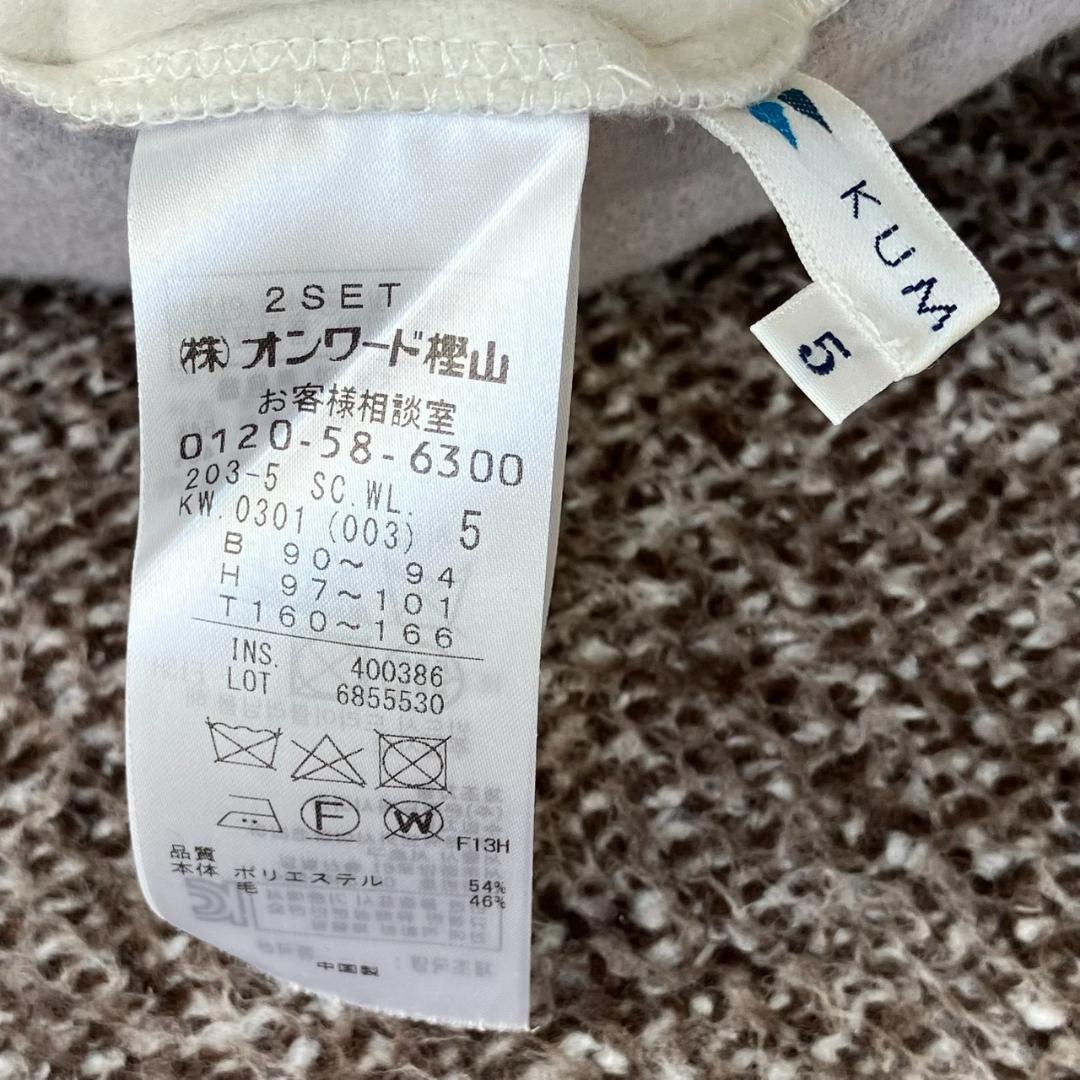 2SET
㈱オンワード樫山
お客様相談室
0120-58-6300
203-5 SC.WL.
KW.0301 (003) 5
B 90〜 94
H 97〜101
T160〜166
INS. 400386
LOT 6855530
F
W
F13H
品質
本体 ポリエステル 54%
毛 46%
中国製
KUM
5